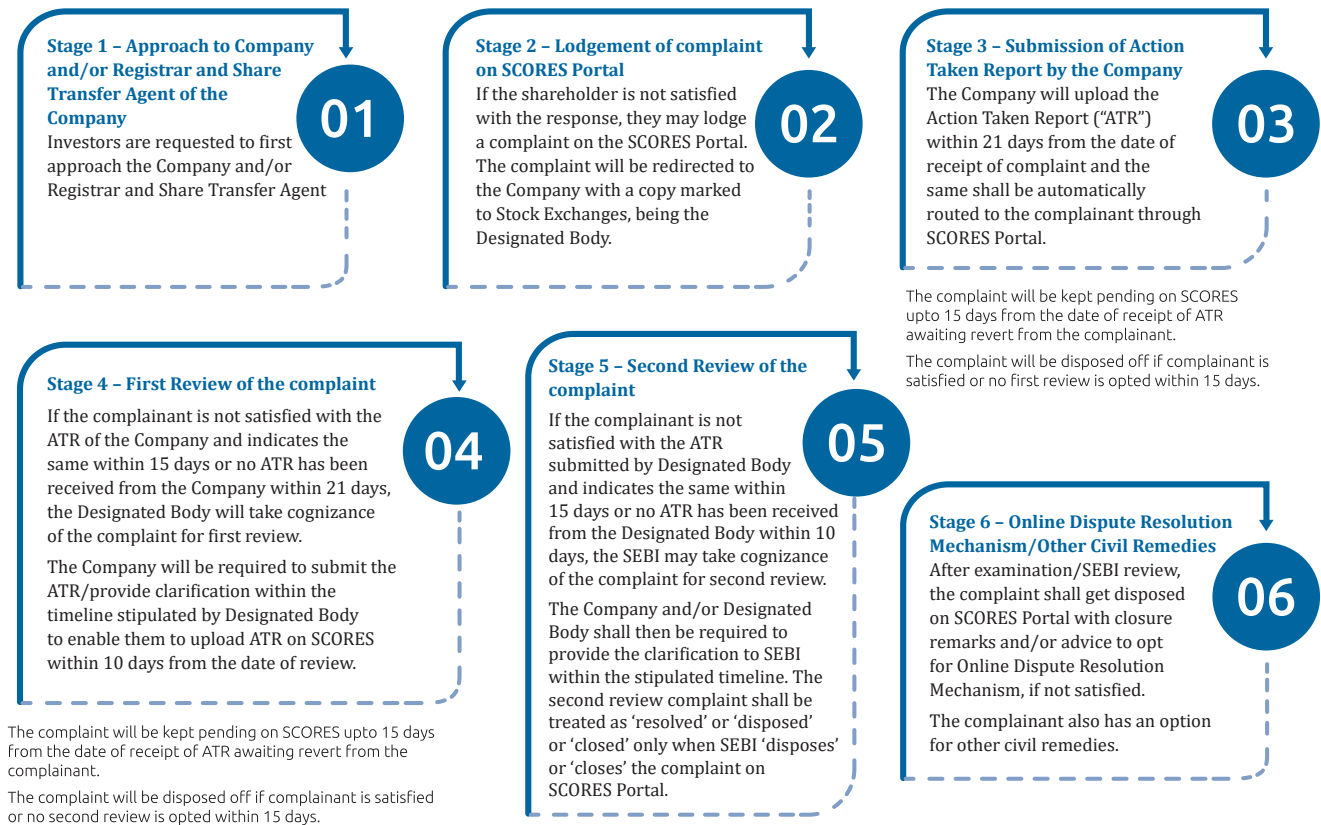 Stage 1 – Approach to Company
and/or Registrar and Share
Transfer Agent of the
Company
Investors are requested to first
approach the Company and/or
Registrar and Share Transfer Agent
01
Stage 2 – Lodgement of complaint
on SCORES Portal
If the shareholder is not satisfied
with the response, they may lodge
a complaint on the SCORES Portal.
The complaint will be redirected to
the Company with a copy marked
to Stock Exchanges, being the
Designated Body.
02
Stage 3 – Submission of Action
Taken Report by the Company
The Company will upload the
Action Taken Report (“ATR”)
within 21 days from the date of
receipt of complaint and the
same shall be automatically
routed to the complainant through
SCORES Portal.
03
The complaint will be kept pending on SCORES
upto 15 days from the date of receipt of ATR
awaiting revert from the complainant.
The complaint will be disposed off if complainant is
satisfied or no first review is opted within 15 days.
Stage 4 – First Review of the complaint
If the complainant is not satisfied with the
ATR of the Company and indicates the
same within 15 days or no ATR has been
received from the Company within 21 days,
the Designated Body will take cognizance
of the complaint for first review.
The Company will be required to submit the
ATR/provide clarification within the
timeline stipulated by Designated Body
to enable them to upload ATR on SCORES
within 10 days from the date of review.
04
The complaint will be kept pending on SCORES upto 15 days
from the date of receipt of ATR awaiting revert from the
complainant.
The complaint will be disposed off if complainant is satisfied
or no second review is opted within 15 days.
Stage 5 – Second Review of the
complaint
If the complainant is not
satisfied with the ATR
submitted by Designated Body
and indicates the same within
15 days or no ATR has been received
from the Designated Body within 10
days, the SEBI may take cognizance
of the complaint for second review.
The Company and/or Designated
Body shall then be required to
provide the clarification to SEBI
within the stipulated timeline. The
second review complaint shall be
treated as ‘resolved’ or ‘disposed’
or ‘closed’ only when SEBI ‘disposes’
or ‘closes’ the complaint on
SCORES Portal.
05
Stage 6 – Online Dispute Resolution
Mechanism/Other Civil Remedies
After examination/SEBI review,
the complaint shall get disposed
on SCORES Portal with closure
remarks and/or advice to opt
for Online Dispute Resolution
Mechanism, if not satisfied.
The complainant also has an option
for other civil remedies.
06